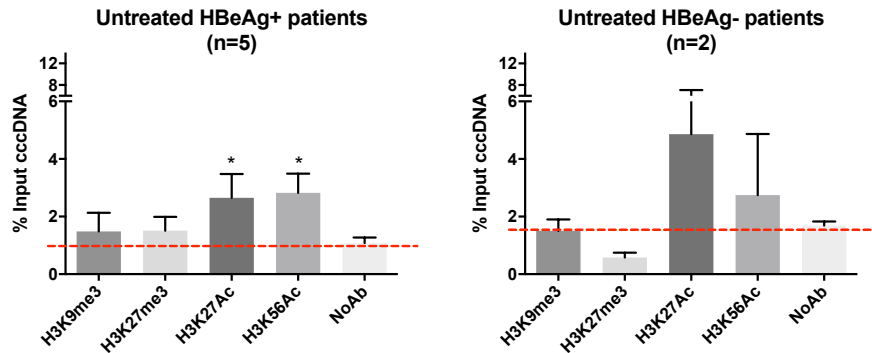 Untreated HBeAg+ patients
(n=5)
% Input cccDNA
12
8
6
4
2
0
*
*
H3K9me3
H3K27me3
H3K27Ac
H3K56Ac
NoAb
Untreated HBeAg- patients
(n=2)
% Input cccDNA
12
8
6
4
2
0
H3K9me3
H3K27me3
H3K27Ac
H3K56Ac
NoAb